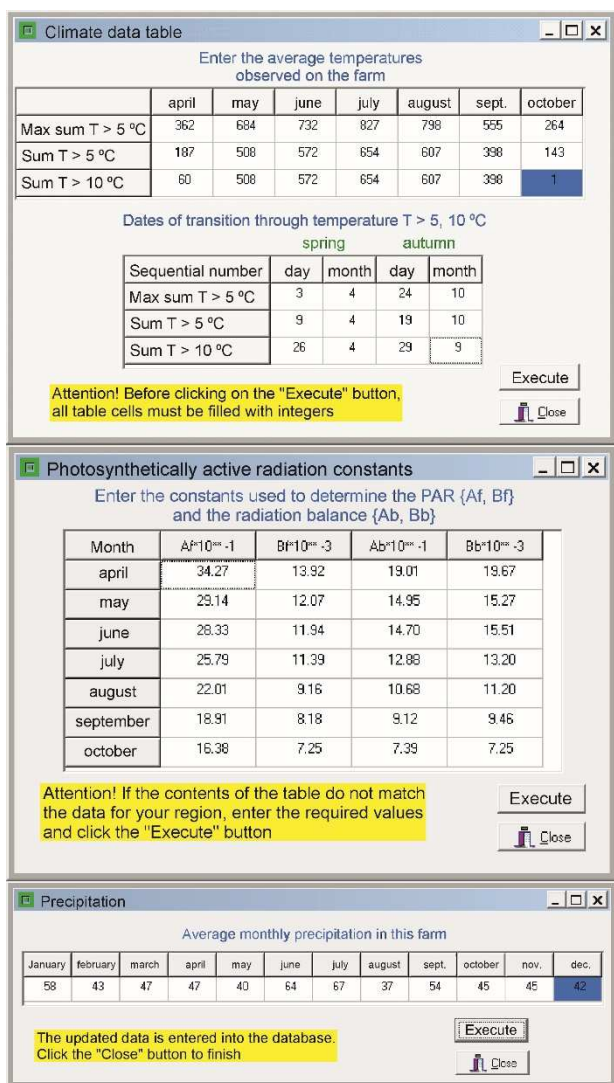 Climate data table
Enter the average temperatures
observed on the farm
april may june july august sept. october
Max sum T > 5 ºC 362 684 732 827 798 555 264
Sum T > 5 ºC 187 508 572 654 607 398 143
Sum T > 10 ºC 60 508 572 654 607 398 1
Dates of transition through temperature T > 5, 10 ºC
spring autumn
Sequential number day month day month
Max sum T > 5 ºC 3 4 24 10
Sum T > 5 ºC 9 4 19 10
Sum T > 10 ºC 26 4 29 9
Attention! Before clicking on the "Execute" button,
all table cells must be filled with integers
Execute
Close
Photosynthetically active radiation constants
Enter the constants used to determine the PAR {Af, Bf}
and the radiation balance {Ab, Bb}
Month Af*10** -1 Bf*10** -3 Ab*10** -1 Bb*10** -3
april 34.27 13.92 19.01 19.67
may 29.14 12.07 14.95 15.27
june 28.33 11.94 14.70 15.51
july 25.79 11.39 12.88 13.20
august 22.01 9.16 10.68 11.20
september 18.91 8.18 9.12 9.46
october 16.38 7.25 7.39 7.25
Attention! If the contents of the table do not match
the data for your region, enter the required values
and click the "Execute" button
Execute
Close
Precipitation
Average monthly precipitation in this farm
January february march april may june july august sept. october nov. dec.
58 43 47 47 40 64 67 37 54 45 45 42
The updated data is entered into the database.
Click the "Close" button to finish
Execute
Close